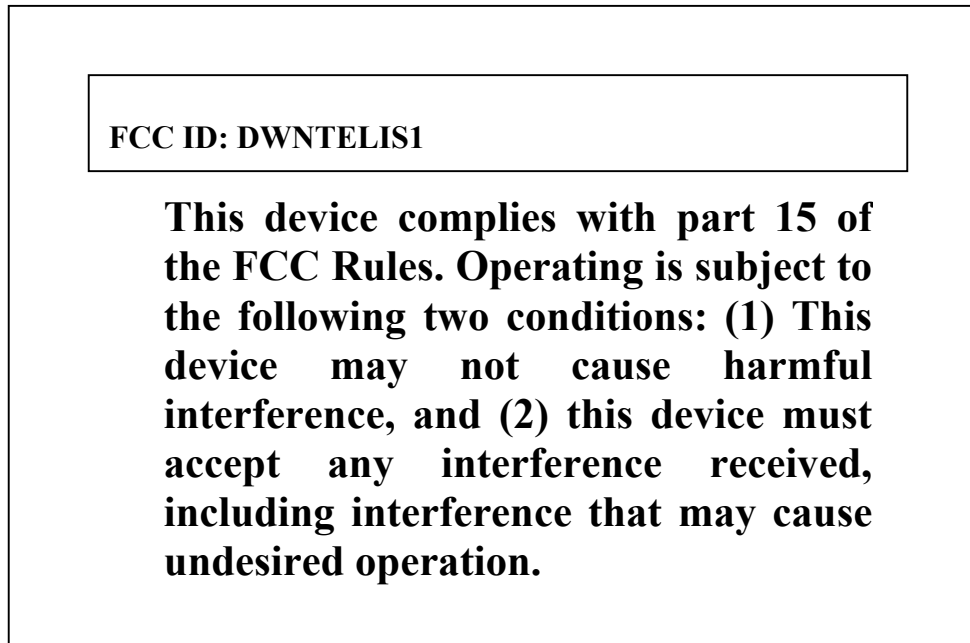 FCC ID: DWNTELIS1
This device complies with part 15 of
the FCC Rules. Operating is subject to
the following two conditions: (1) This
device may not cause harmful
interference, and (2) this device must
accept any interference received,
including interference that may cause
undesired operation.